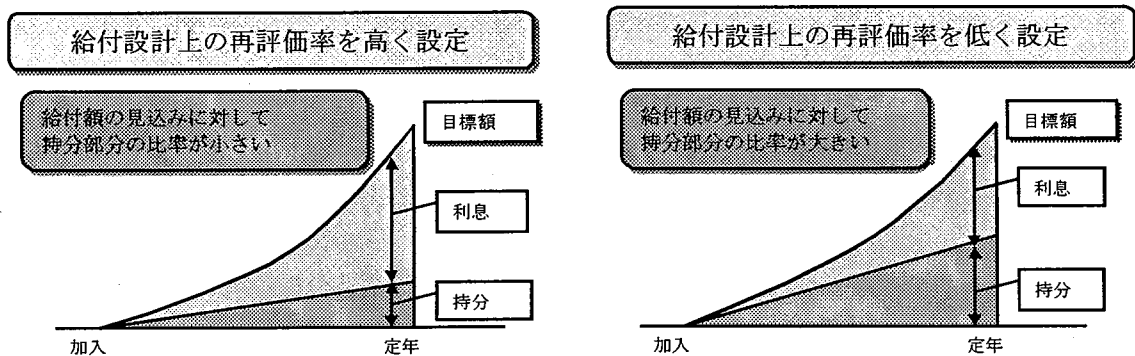 給付設計上の再評価率を高く設定
給付額の見込みに対して
持分部分の比率が小さい
目標額
利息
持分
加入
定年
給付設計上の再評価率を低く設定
給付額の見込みに対して
持分部分の比率が大きい
目標額
利息
持分
加入
定年